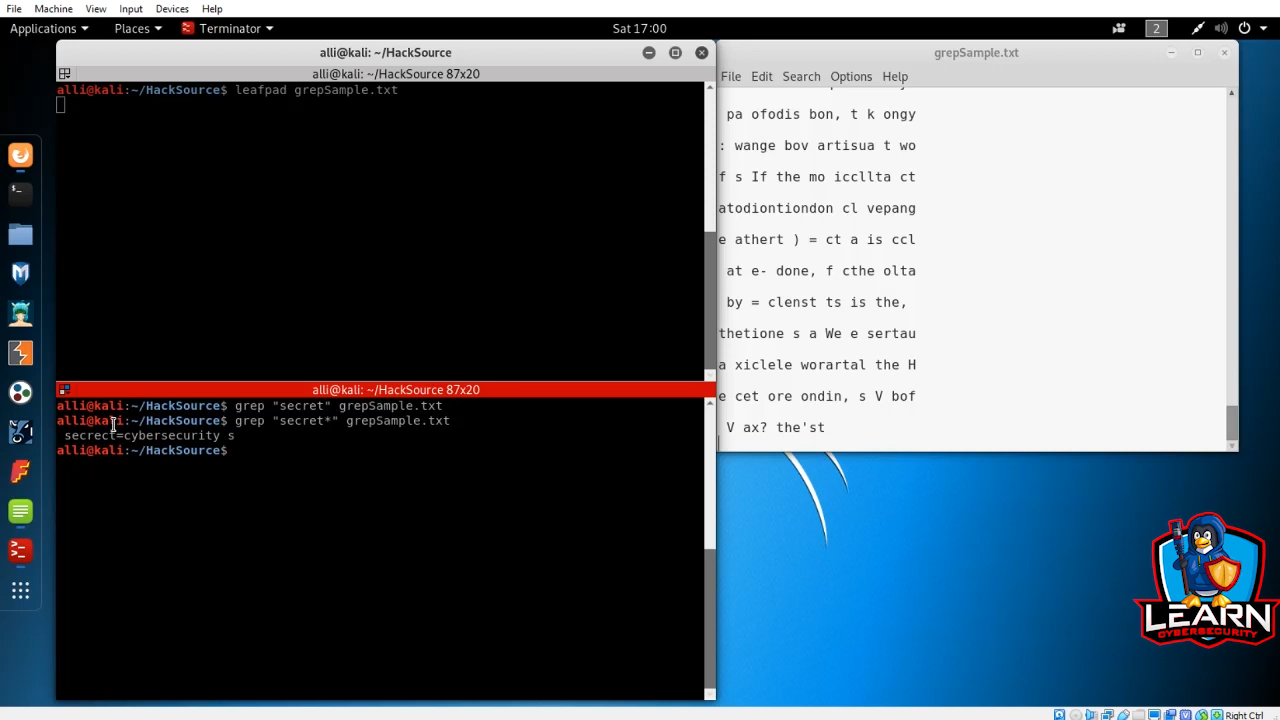 File Machine View Input Devices Help
Applications Places Terminator Sat 17:00 2
alli@kali: ~/HackSource
alli@kali: ~/HackSource 87x20
alli@kali:~/HackSource$ leafpad grepSample.txt
alli@kali: ~/HackSource 87x20
alli@kali:~/HackSource$ grep "secret" grepSample.txt
alli@kali:~/HackSource$ grep "secret*" grepSample.txt
secrect=cybersecurity s
alli@kali:~/HackSource$
grepSample.txt
File Edit Search Options Help
pa ofodis bon, t k ongy
: wange bov artisua t wo
f s If the mo iccllta ct
atodiontiondon cl vepang
e athert ) = ct a is ccl
at e- done, f cthe olta
by = clenst ts is the,
thetione s a We e sertau
a xiclele worartal the H
e cet ore ondin, s V bof
V ax? the'st
LEARN
CYBERSECURITY
Right Ctrl